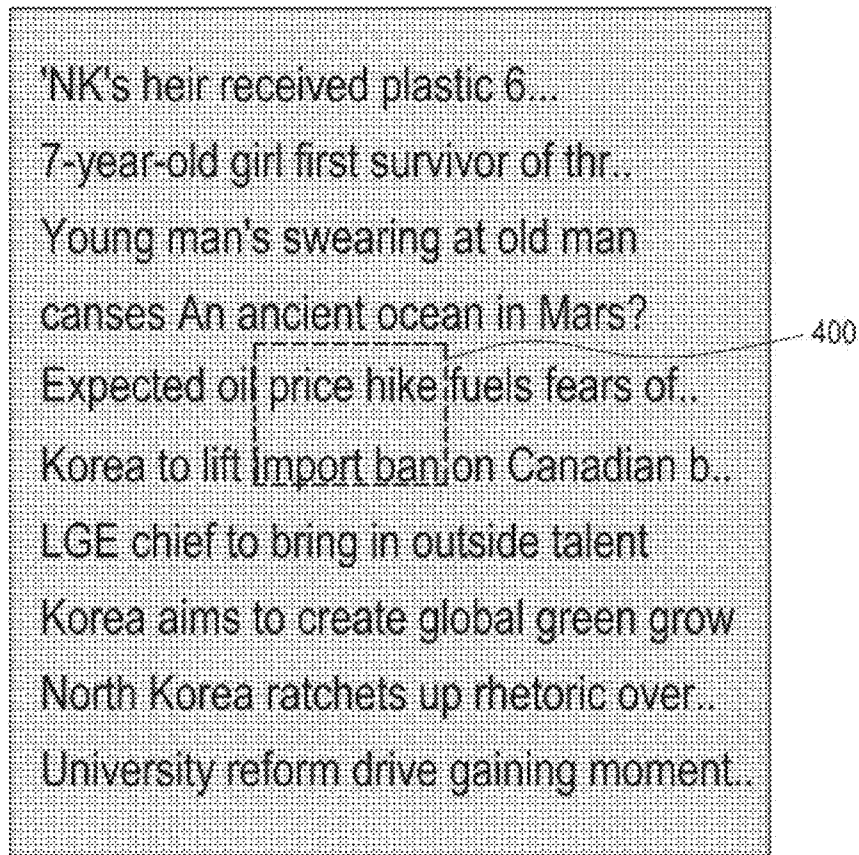 'NK's heir received plastic 6...
7-year-old girl first survivor of thr..
Young man's swearing at old man
canses An ancient ocean in Mars?
400
Expected oil price hike fuels fears of..
Korea to lift import ban on Canadian b..
LGE chief to bring in outside talent
Korea aims to create global green grow
North Korea ratchets up rhetoric over..
University reform drive gaining moment..